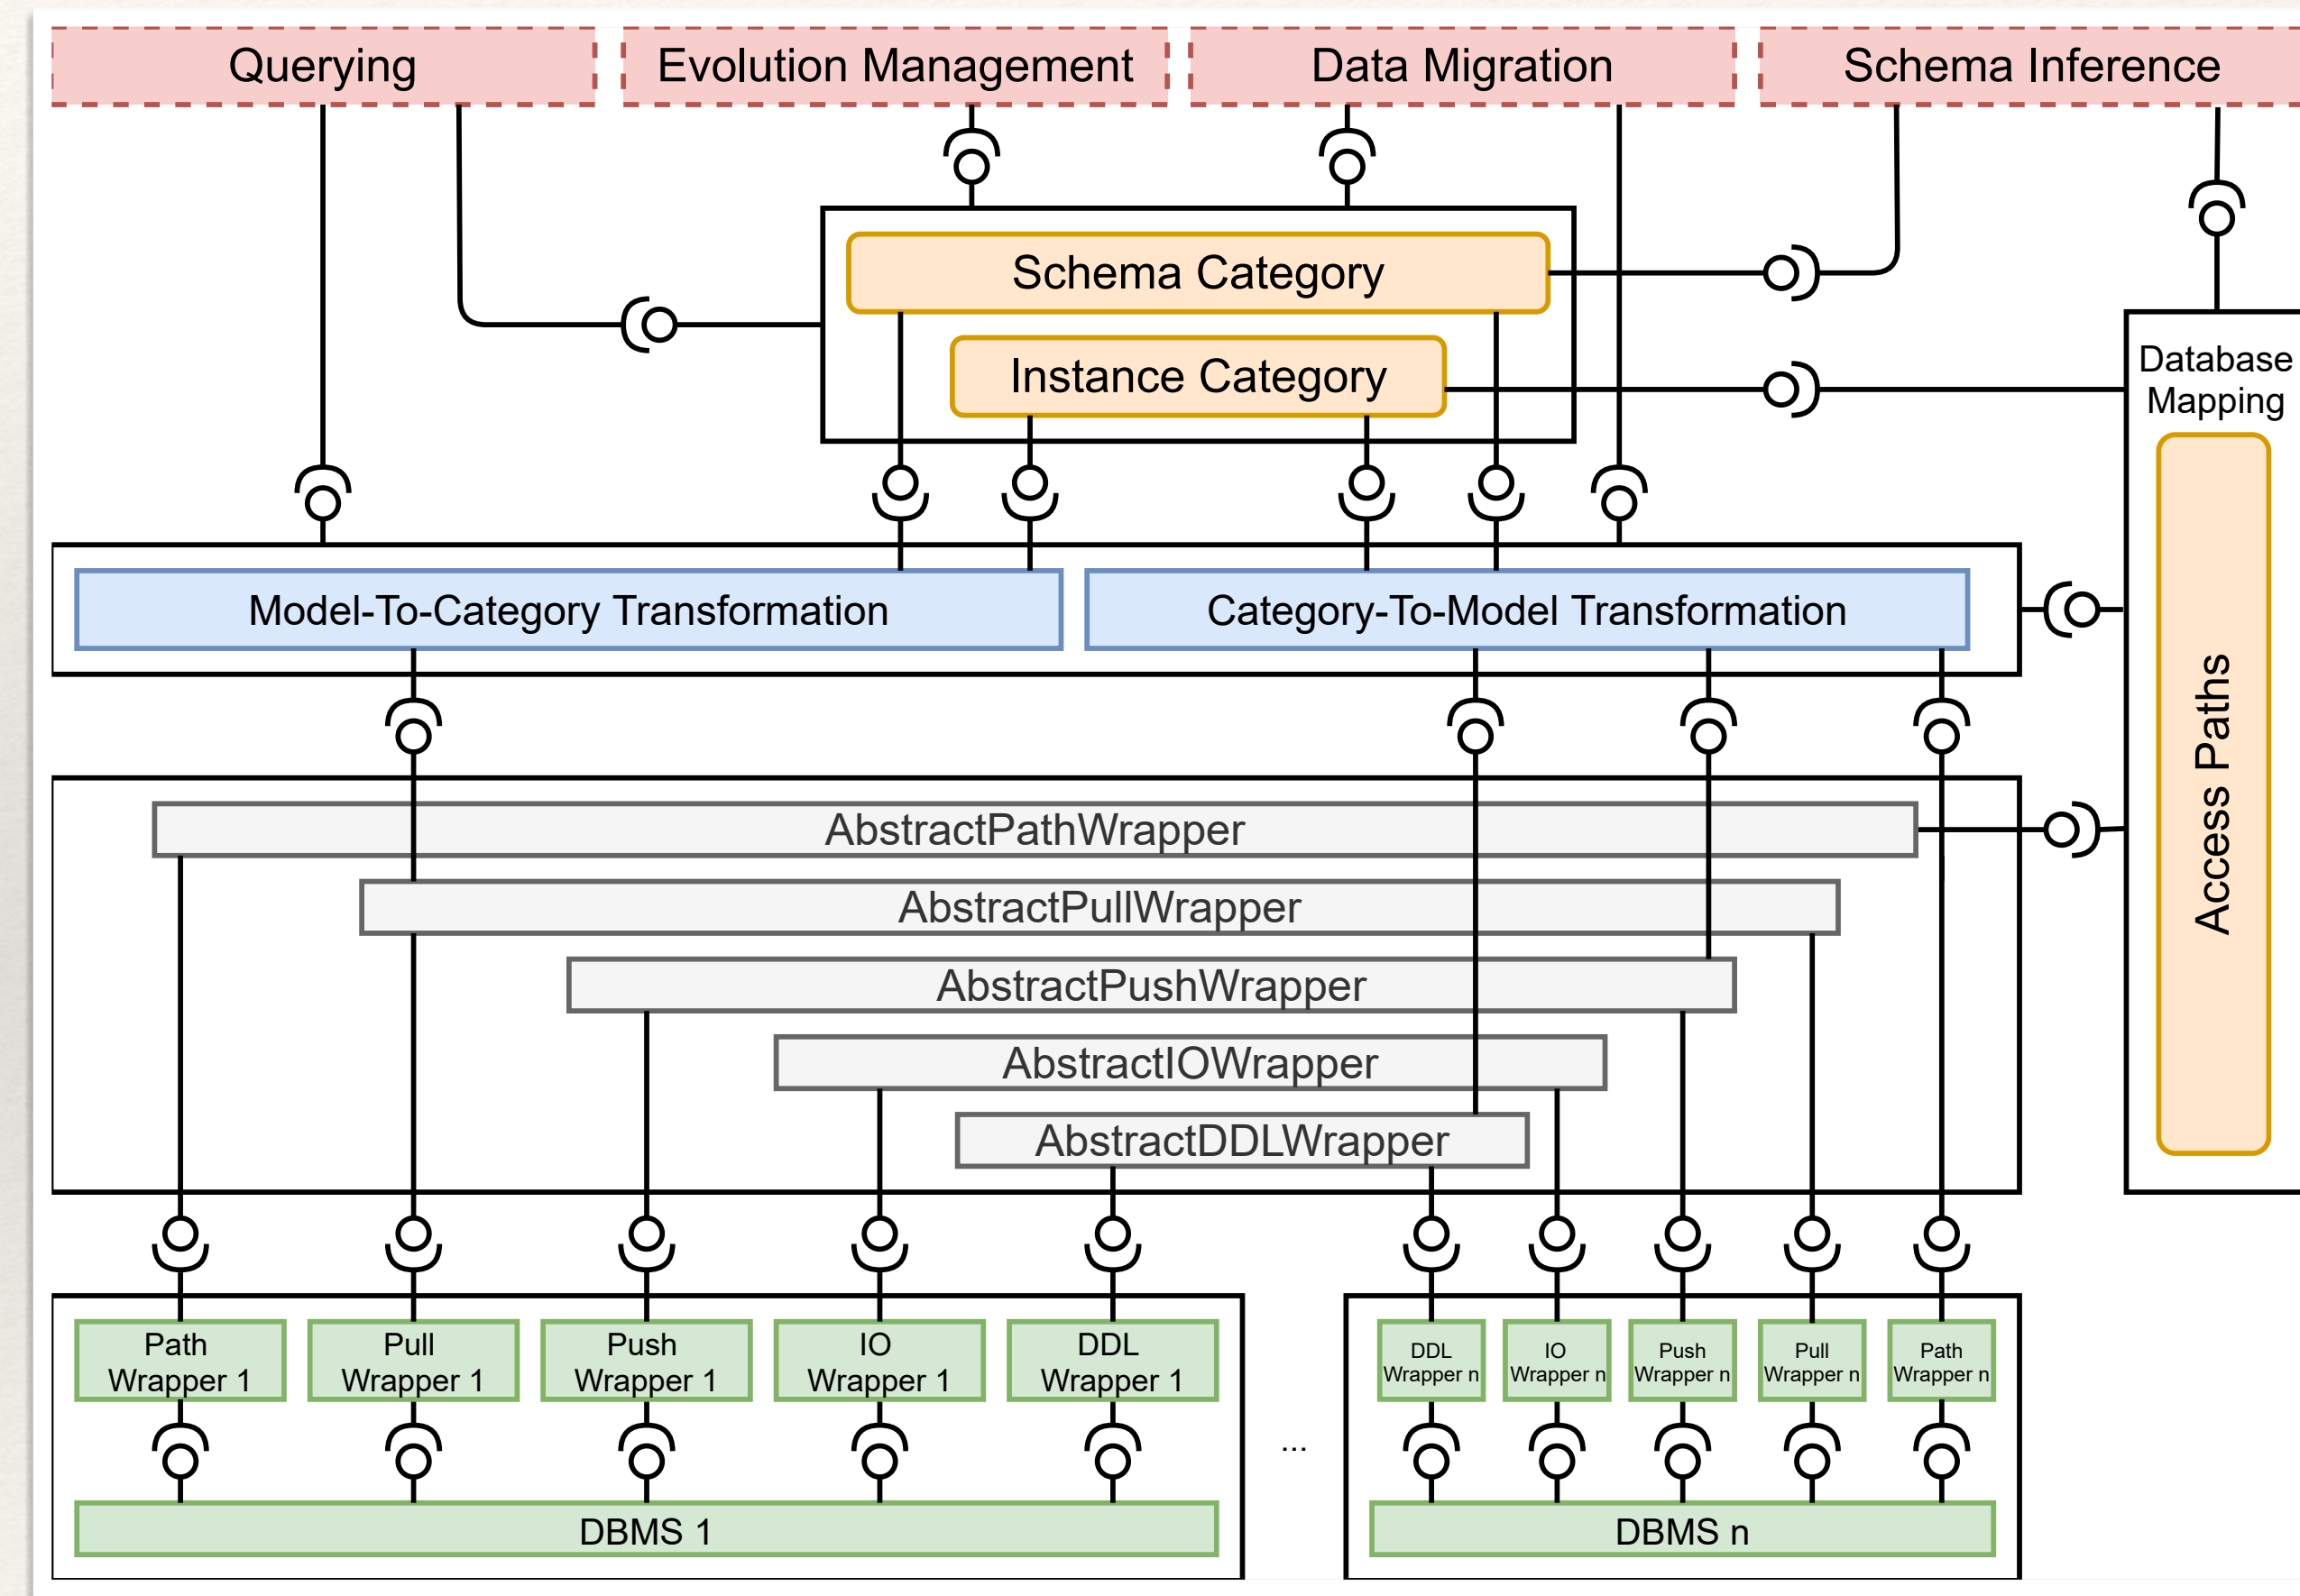 Querying
Evolution Management
Data Migration
Schema Inference
Schema Category
Instance Category
Database
Mapping
Access Paths
Model-To-Category Transformation
Category-To-Model Transformation
AbstractPathWrapper
AbstractPullWrapper
AbstractPushWrapper
AbstractIOWrapper
AbstractDDLWrapper
Path
Wrapper 1
Pull
Wrapper 1
Push
Wrapper 1
IO
Wrapper 1
DDL
Wrapper 1
...
DDL
Wrapper n
IO
Wrapper n
Push
Wrapper n
Pull
Wrapper n
Path
Wrapper n
DBMS 1
DBMS n